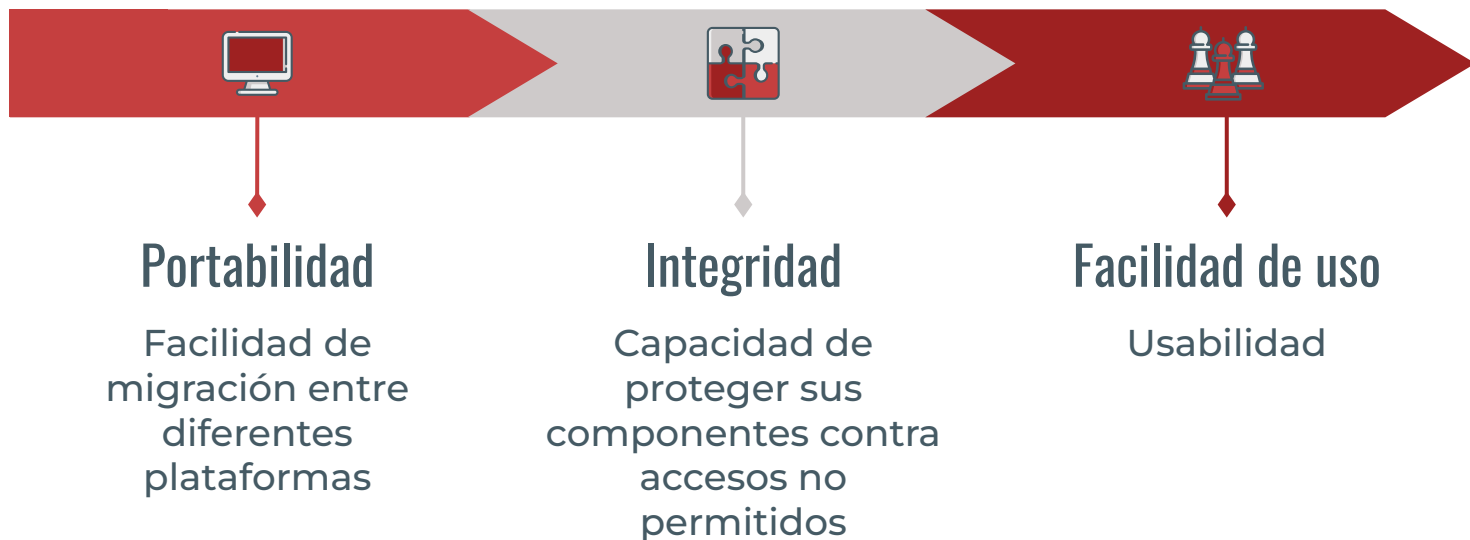 Portabilidad
Facilidad de
migración entre
diferentes
plataformas
Integridad
Capacidad de
proteger sus
componentes contra
accesos no
permitidos
Facilidad de uso
Usabilidad